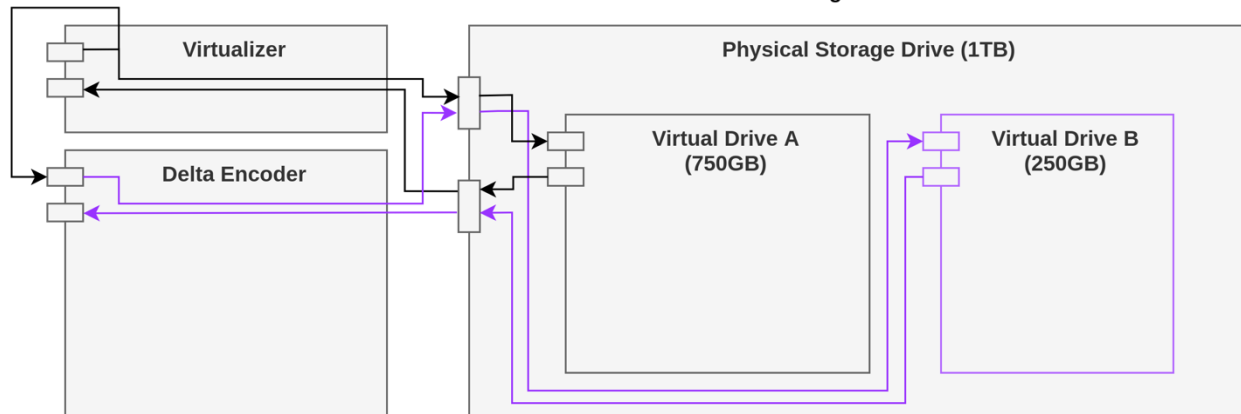 Virtualizer
Physical Storage Drive (1TB)
Delta Encoder
Virtual Drive A
(750GB)
Virtual Drive B
(250GB)